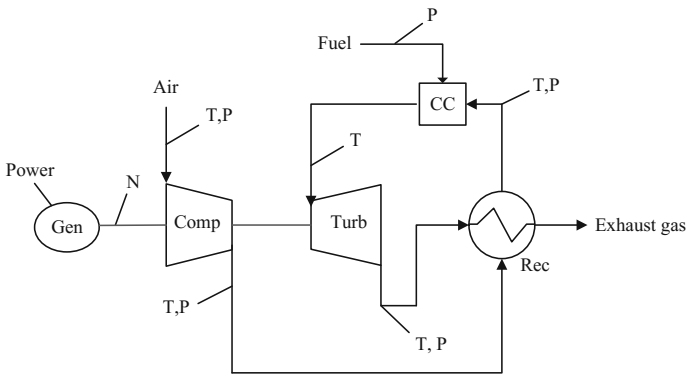 P
Fuel
CC
T,P
Air
T,P
T
Power
N
Gen
Comp
Turb
Exhaust gas
Rec
T,P
T, P